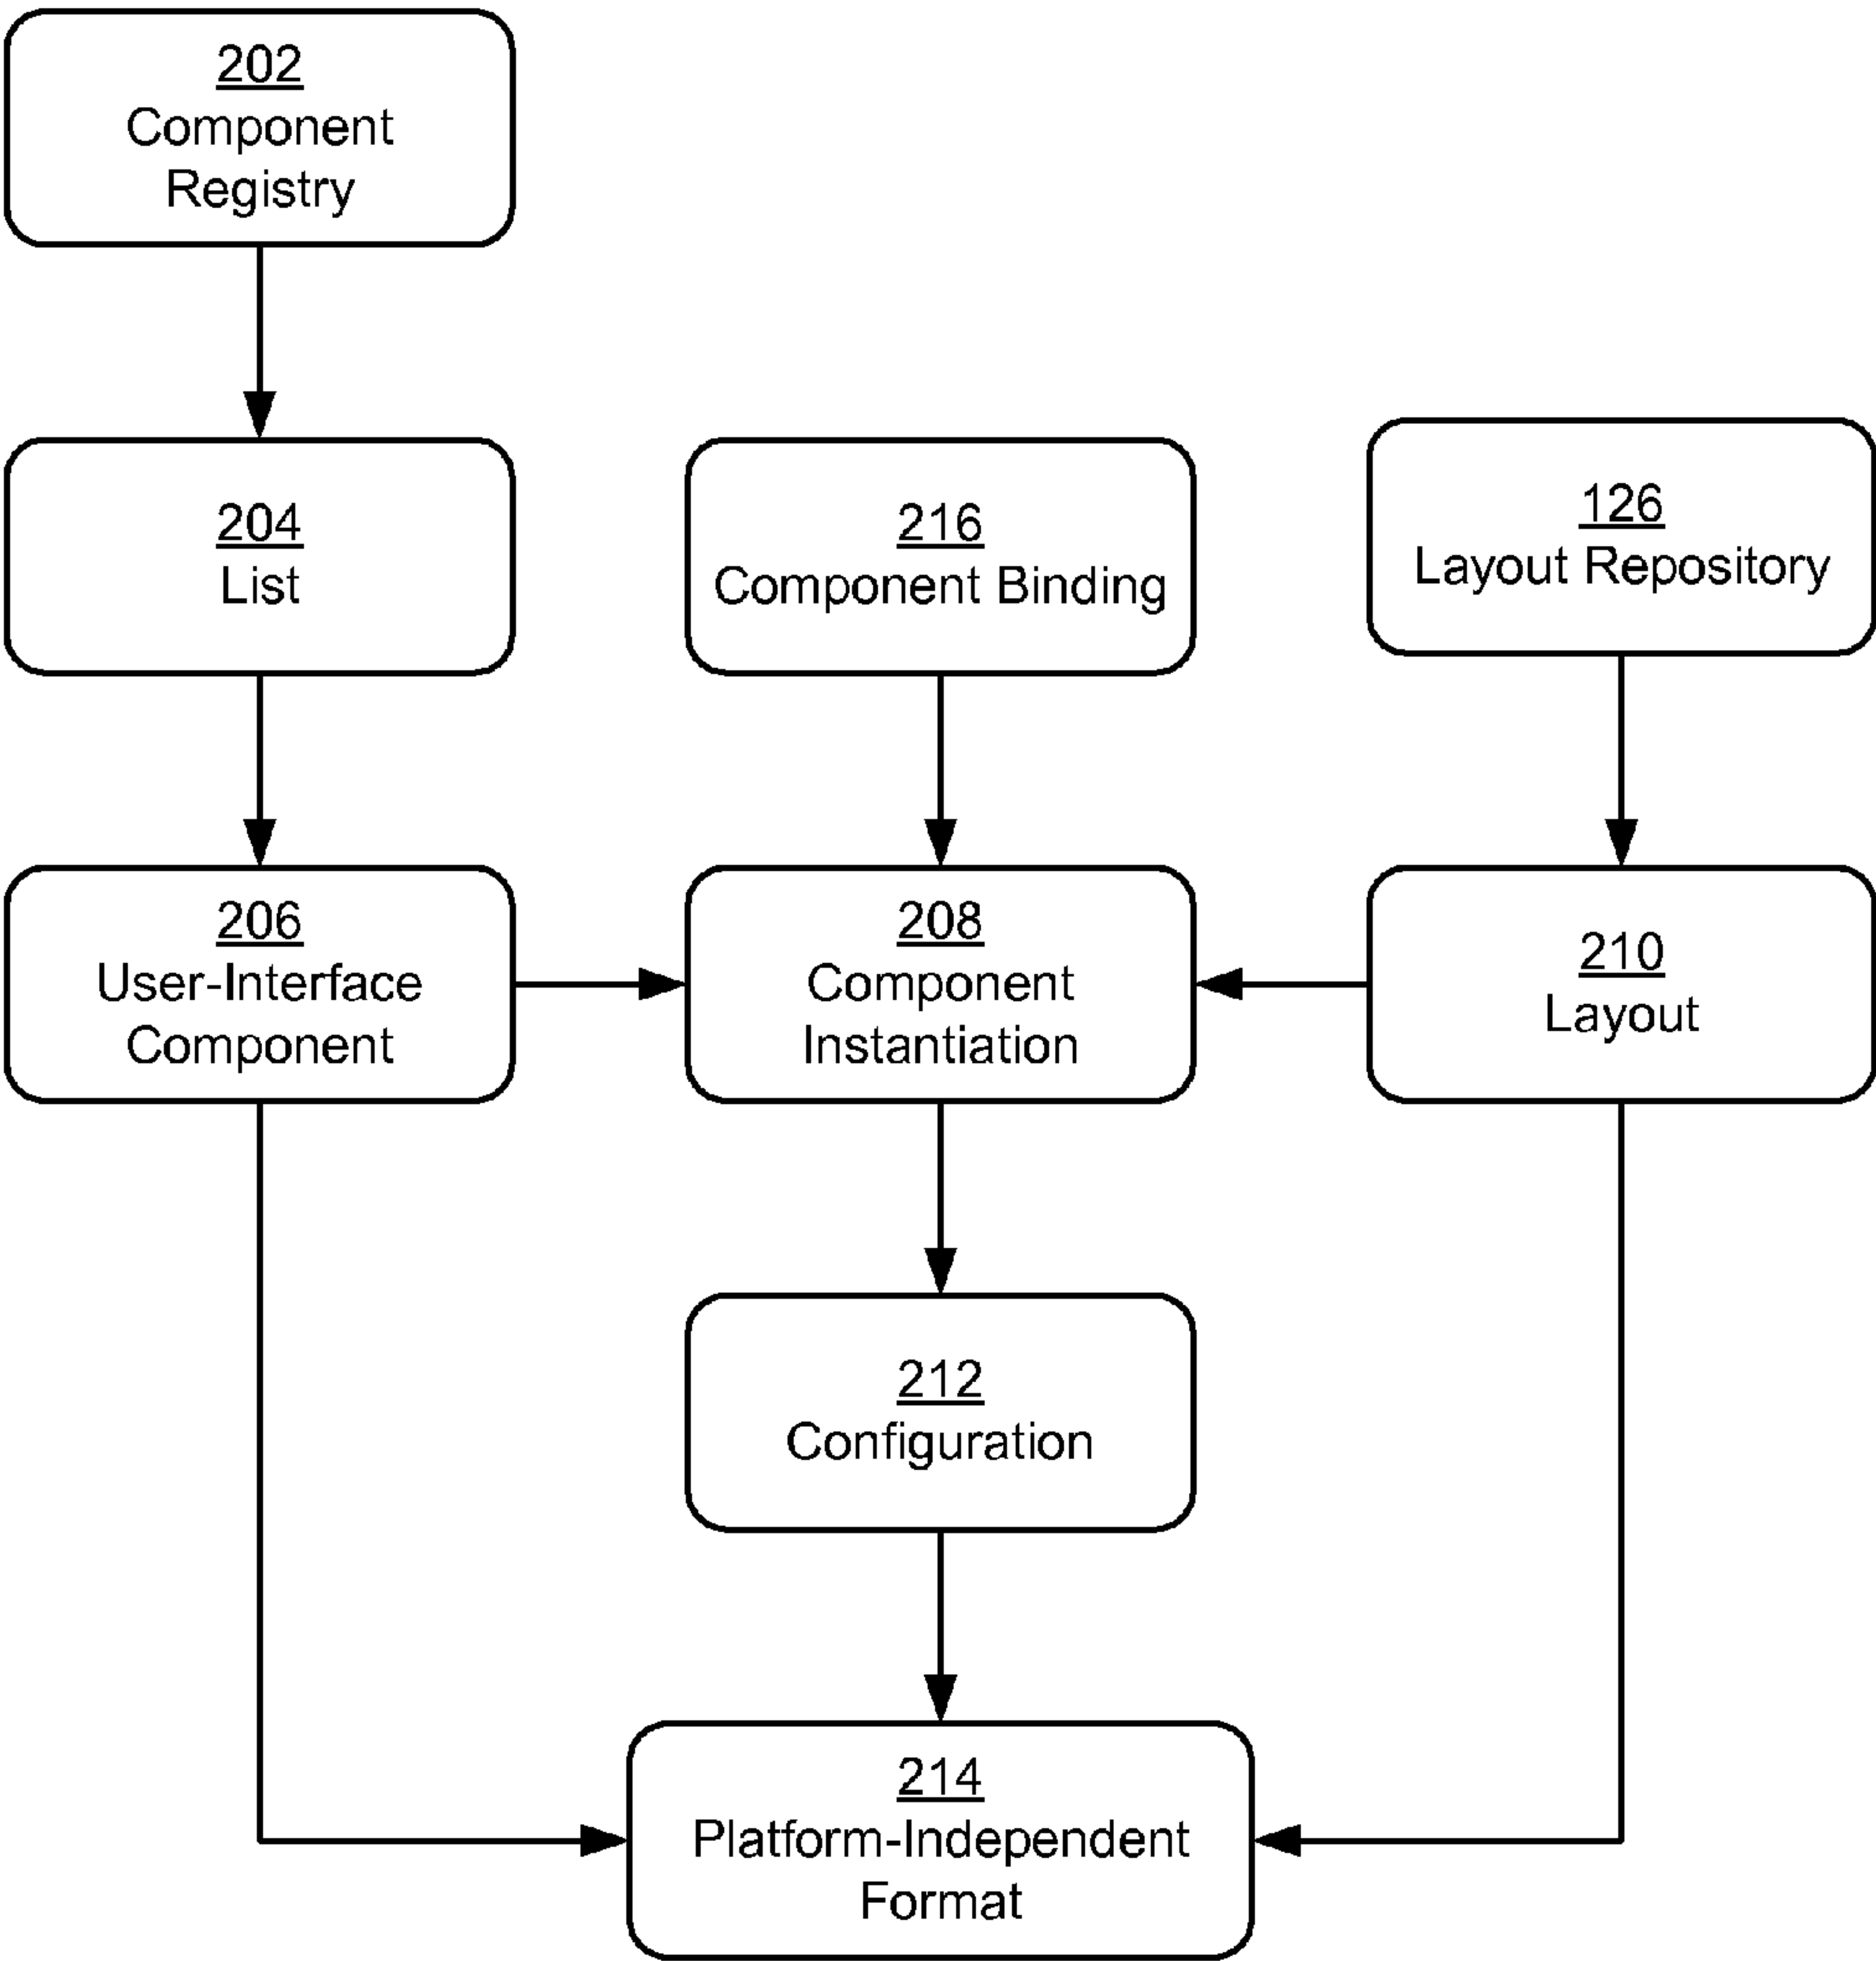 202
Component
Registry
204
List
216
Component Binding
126
Layout Repository
206
User-Interface
Component
208
Component
Instantiation
210
Layout
212
Configuration
214
Platform-Independent
Format